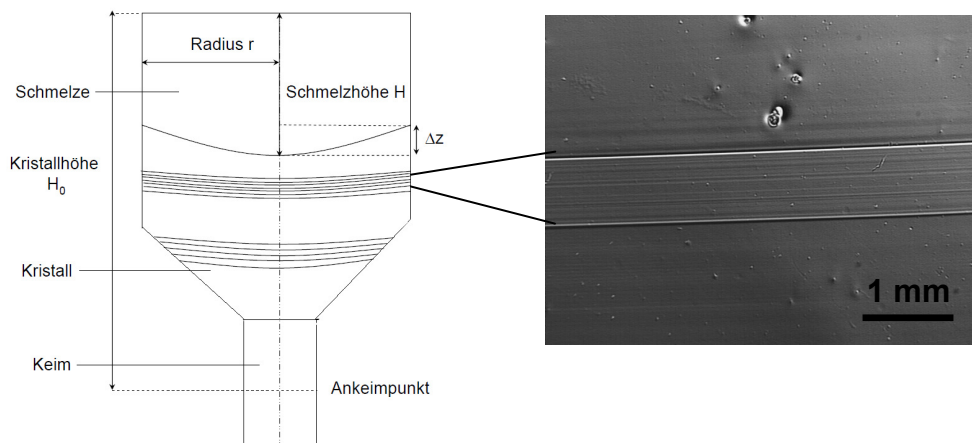 Radius r
Schmelze
Schmelzhöhe H
Δz
Kristallhöhe
H0
Kristall
Keim
Ankeimpunkt
1 mm